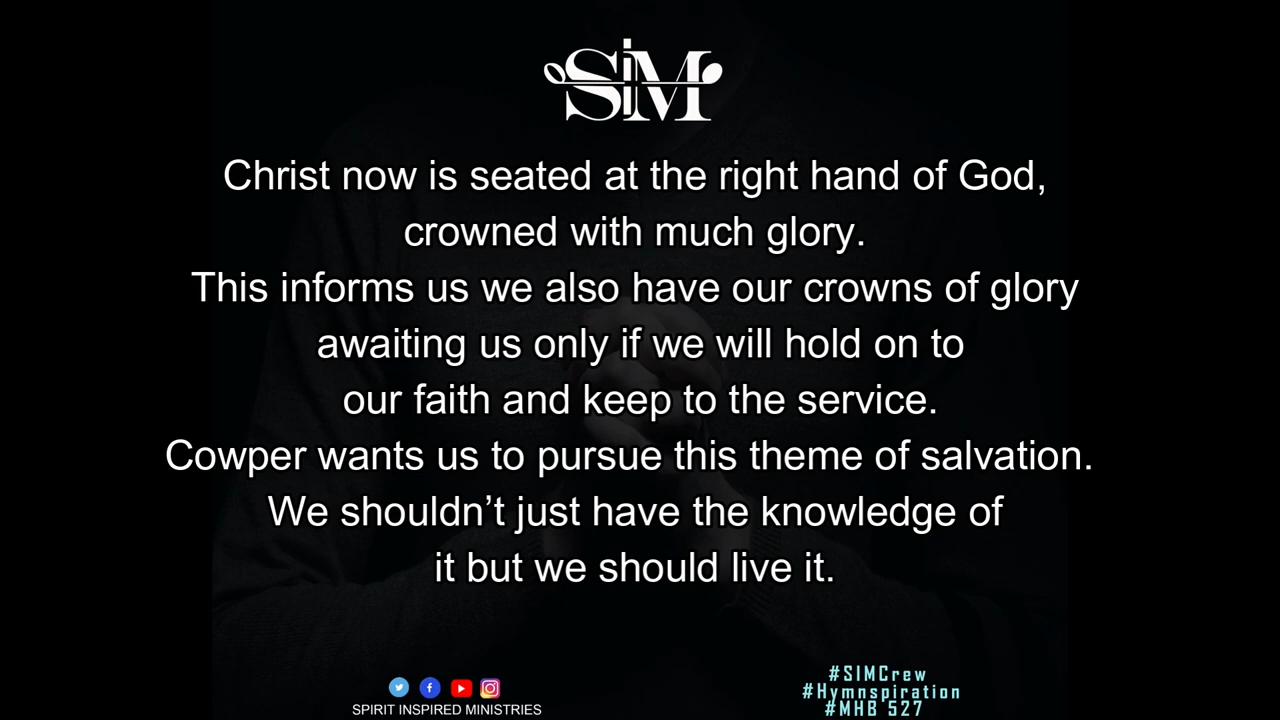 SiM
Christ now is seated at the right hand of God,
crowned with much glory.
This informs us we also have our crowns of glory
awaiting us only if we will hold on to
our faith and keep to the service.
Cowper wants us to pursue this theme of salvation.
We shouldn’t just have the knowledge of
it but we should live it.
SPIRIT INSPIRED MINISTRIES
#SIMCrew
#Hymnspiration
#MHB 527